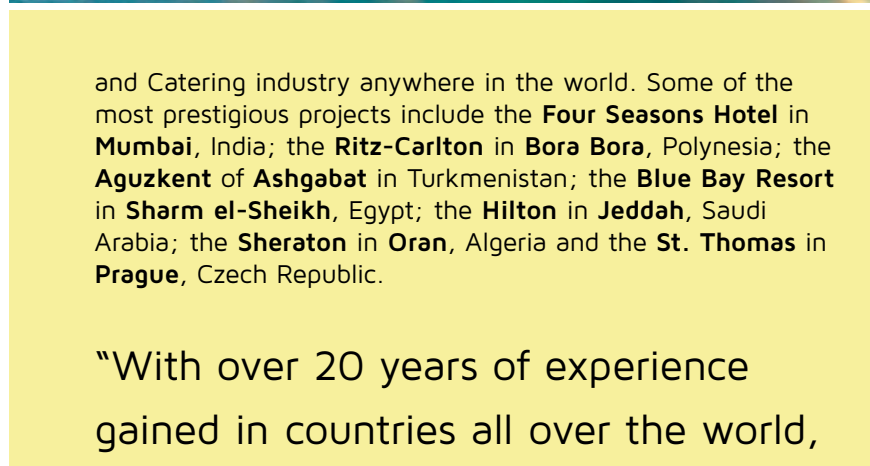 and Catering industry anywhere in the world. Some of the
most prestigious projects include the Four Seasons Hotel in
Mumbai, India; the Ritz-Carlton in Bora Bora, Polynesia; the
Aguzkent of Ashgabat in Turkmenistan; the Blue Bay Resort
in Sharm el-Sheikh, Egypt; the Hilton in Jeddah, Saudi
Arabia; the Sheraton in Oran, Algeria and the St. Thomas in
Prague, Czech Republic.
“With over 20 years of experience
gained in countries all over the world,